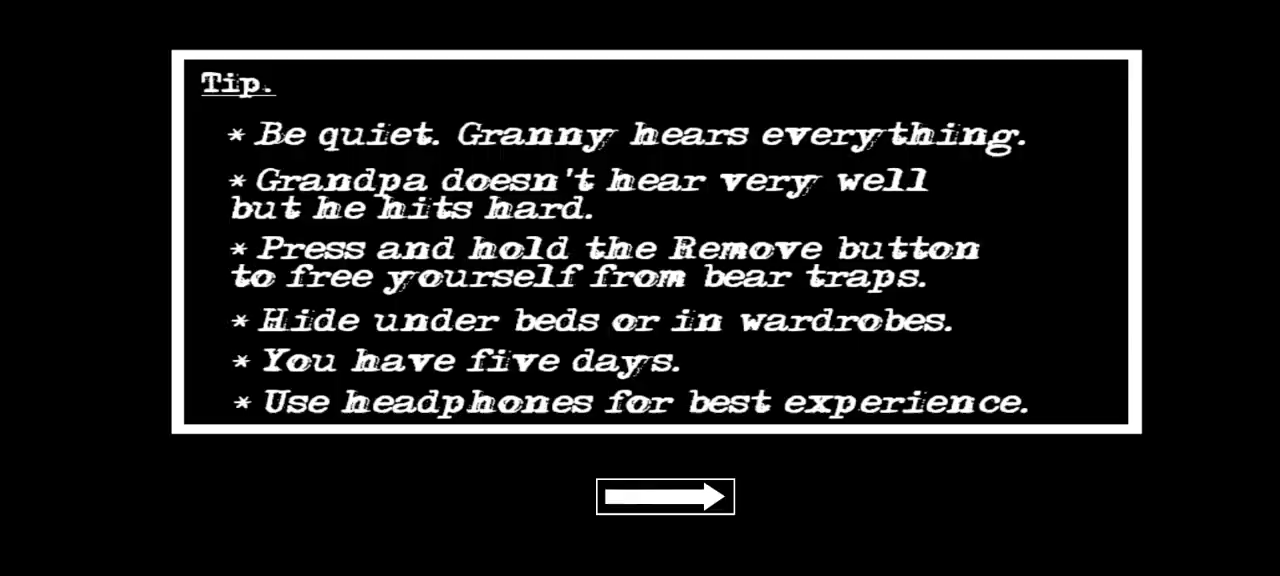 Tip.
* Be quiet. Granny hears everything.
* Grandpa doesn't hear very well
but he hits hard.
* Press and hold the Remove button
to free yourself from bear traps.
* Hide under beds or in wardrobes.
* You have five days.
* Use headphones for best experience.